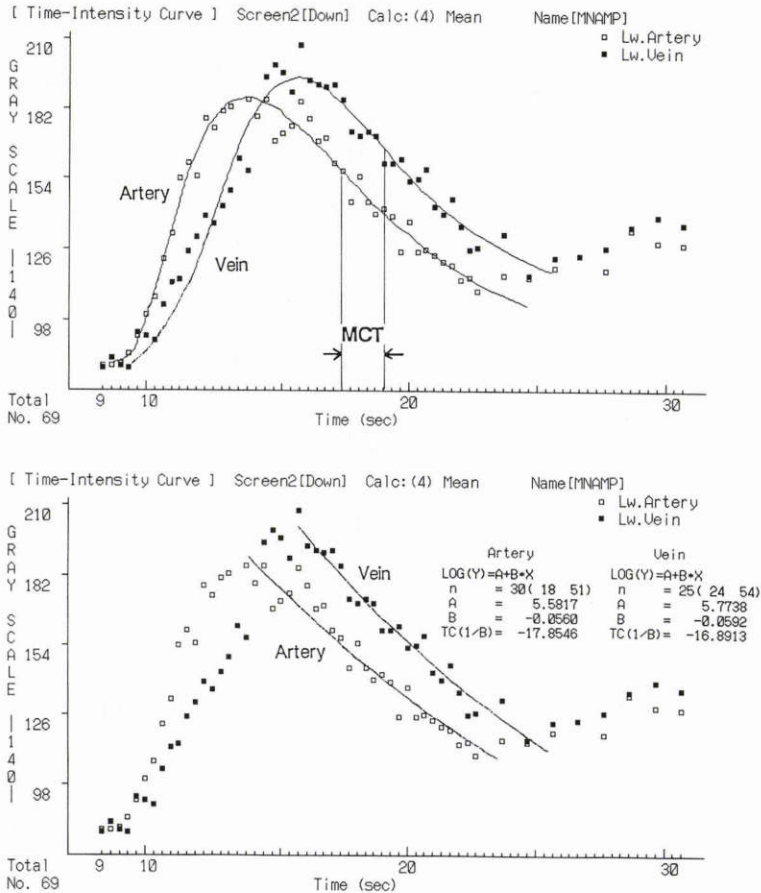 [ Time-Intensity Curve ] Screen2[Down] Calc:(4) Mean Name[MNAMP]
□ Lw.Artery
■ Lw.Vein
GRAY SCALE |140|
210
182
154
126
98
Artery
Vein
MCT
Total No. 69
9 10 20 30
Time (sec)
[ Time-Intensity Curve ] Screen2[Down] Calc:(4) Mean Name[MNAMP]
□ Lw.Artery
■ Lw.Vein
GRAY SCALE |140|
210
182
154
126
98
Vein
Artery
Artery Vein
LOG(Y)=A+B*X LOG(Y)=A+B*X
n = 30( 18 51) n = 25( 24 54)
A = 5.5817 A = 5.7738
B = -0.0560 B = -0.0592
TC(1/B)= -17.8546 TC(1/B)= -16.8913
Total No. 69
9 10 20 30
Time (sec)